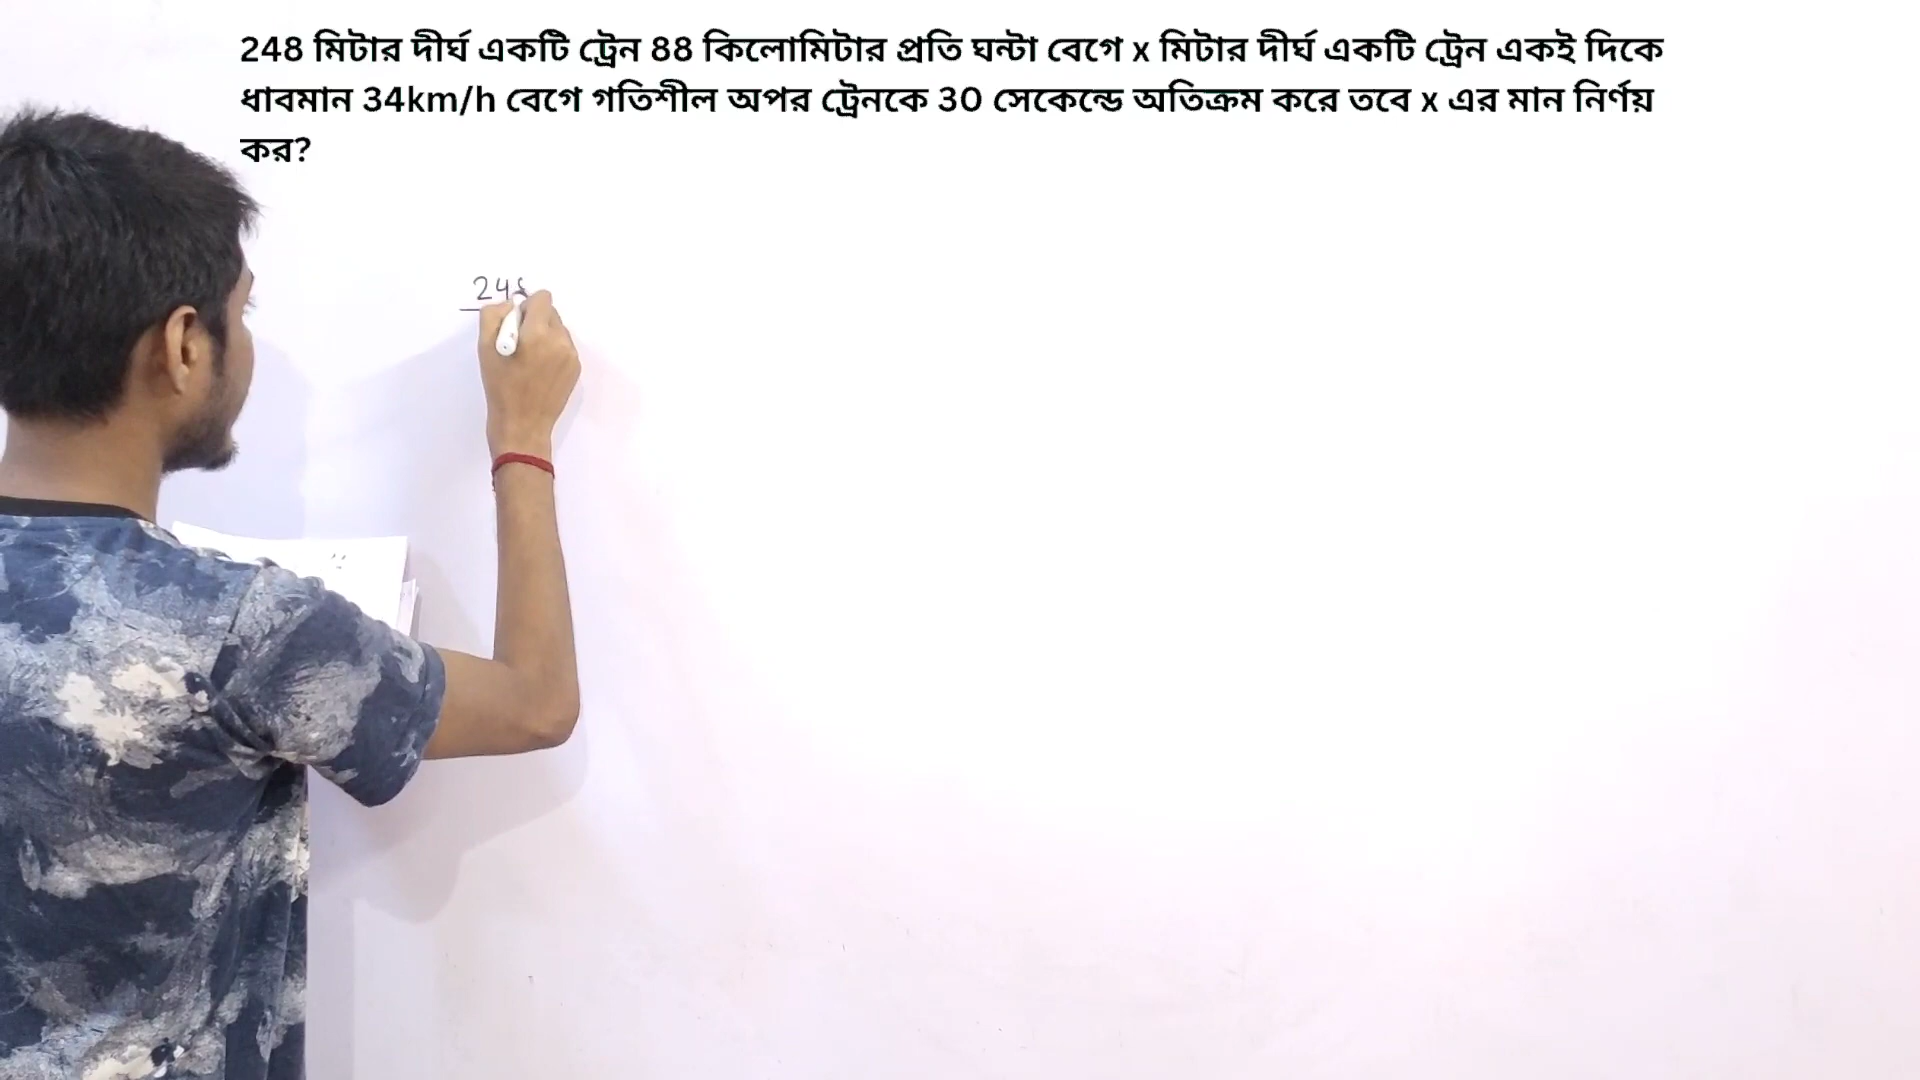 248 মিটার দীর্ঘ একটি ট্রেন 88 কিলোমিটার প্রতি ঘন্টা বেগে x মিটার দীর্ঘ একটি ট্রেন একই দিকে
ধাবমান 34km/h বেগে গতিশীল অপর ট্রেনকে 30 সেকেন্ডে অতিক্রম করে তবে x এর মান নির্ণয়
কর?
248